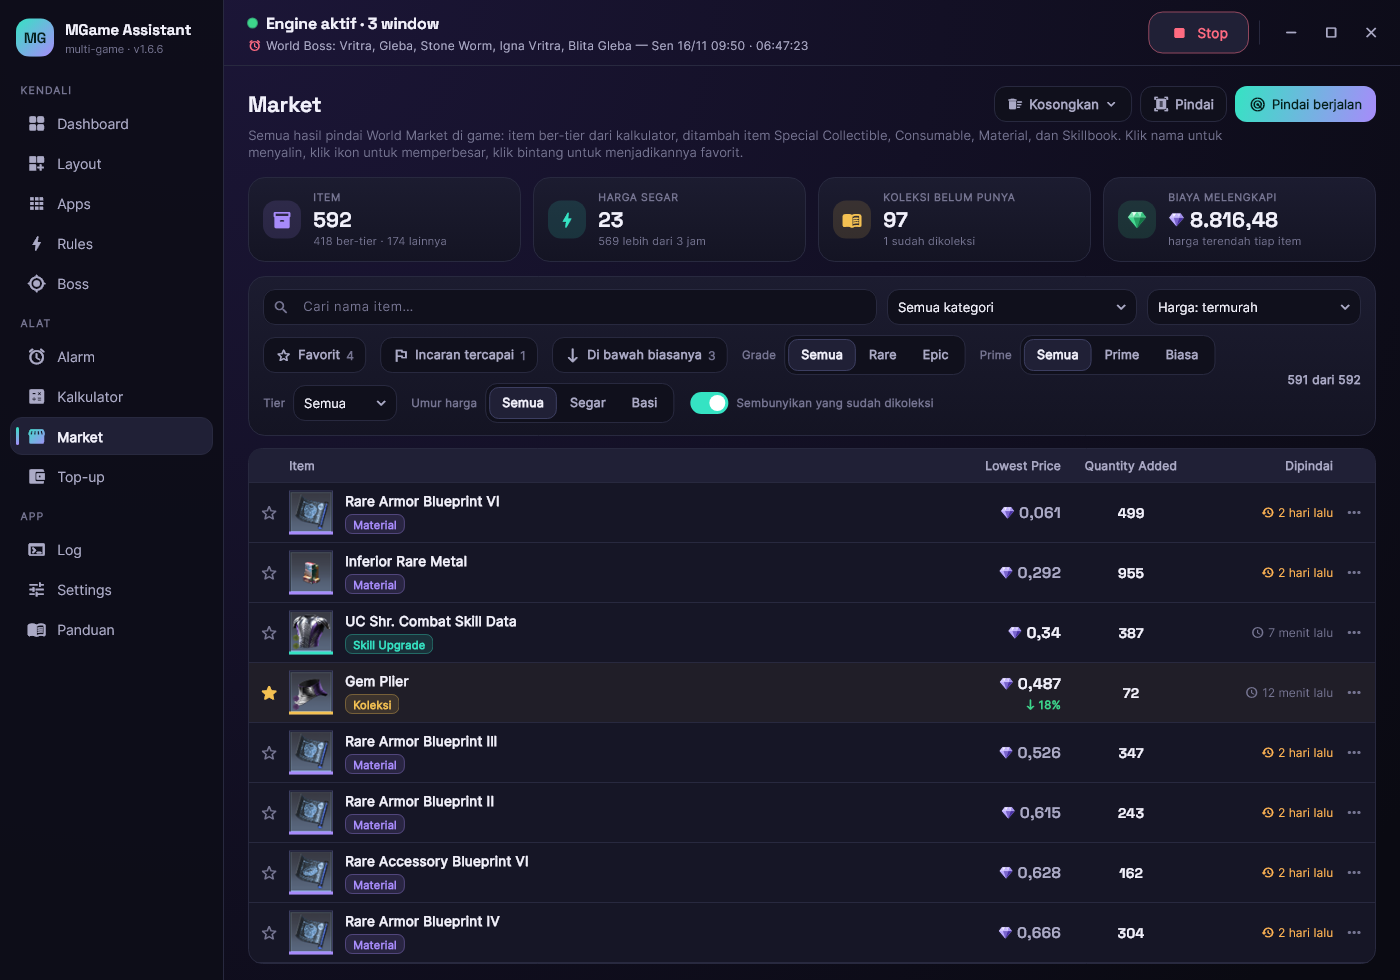 MG
MGame Assistant
multi-game · v1.6.6
KENDALI
Dashboard
Layout
Apps
Rules
Boss
ALAT
Alarm
Kalkulator
Market
Top-up
APP
Log
Settings
Panduan
Engine aktif · 3 window
World Boss: Vritra, Gleba, Stone Worm, Igna Vritra, Blita Gleba — Sen 16/11 09:50 · 06:47:23
Stop
Market
Kosongkan
Pindai
Pindai berjalan
Semua hasil pindai World Market di game: item ber-tier dari kalkulator, ditambah item Special Collectible, Consumable, Material, dan Skillbook. Klik nama untuk
menyalin, klik ikon untuk memperbesar, klik bintang untuk menjadikannya favorit.
ITEM
592
418 ber-tier · 174 lainnya
HARGA SEGAR
23
569 lebih dari 3 jam
KOLEKSI BELUM PUNYA
97
1 sudah dikoleksi
BIAYA MELENGKAPI
8.816,48
harga terendah tiap item
Cari nama item...
Semua kategori
Harga: termurah
Favorit 4
Incaran tercapai 1
Di bawah biasanya 3
Grade
Semua
Rare
Epic
Prime
Semua
Prime
Biasa
591 dari 592
Tier
Semua
Umur harga
Semua
Segar
Basi
Sembunyikan yang sudah dikoleksi
Item
Lowest Price
Quantity Added
Dipindai
Rare Armor Blueprint VI
Material
0,061
499
2 hari lalu
Inferior Rare Metal
Material
0,292
955
2 hari lalu
UC Shr. Combat Skill Data
Skill Upgrade
0,34
387
7 menit lalu
Gem Piler
Koleksi
0,487
18%
72
12 menit lalu
Rare Armor Blueprint III
Material
0,526
347
2 hari lalu
Rare Armor Blueprint II
Material
0,615
243
2 hari lalu
Rare Accessory Blueprint VI
Material
0,628
162
2 hari lalu
Rare Armor Blueprint IV
Material
0,666
304
2 hari lalu